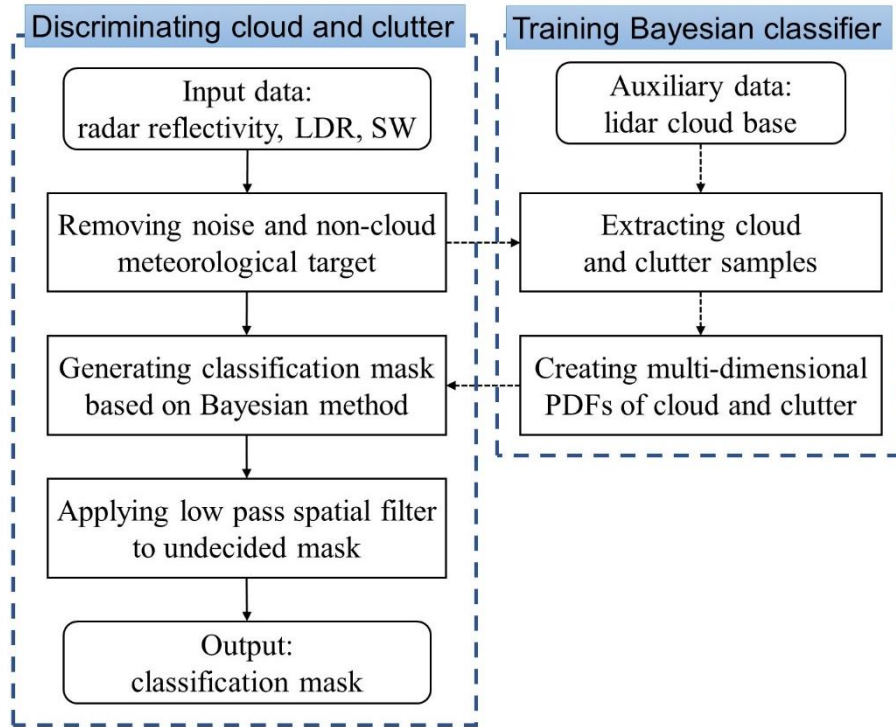 Discriminating cloud and clutter
Input data:
radar reflectivity, LDR, SW
Removing noise and non-cloud
meteorological target
Generating classification mask
based on Bayesian method
Applying low pass spatial filter
to undecided mask
Output:
classification mask
Training Bayesian classifier
Auxiliary data:
lidar cloud base
Extracting cloud
and clutter samples
Creating multi-dimensional
PDFs of cloud and clutter